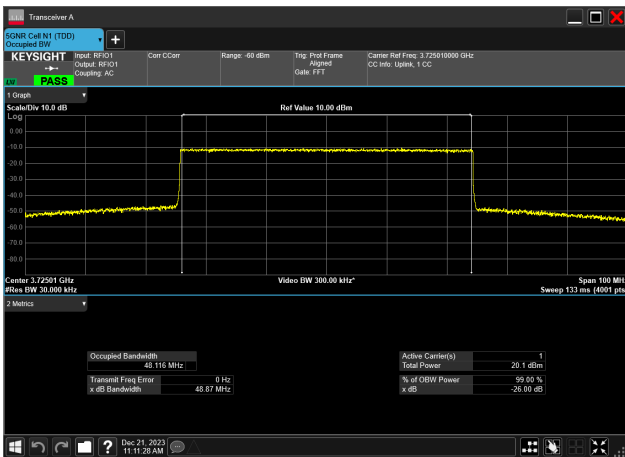 Transceiver A
5GNR Cell N1 (TDD)
Occupied BW
+
KEYSIGHT
Input: RFIO1
Output: RFIO1
Coupling: AC
Corr CCorr
Range: -60 dBm
Trig: Prot Frame
Aligned
Gate: FFT
Carrier Ref Freq: 3.725010000 GHz
CC Info: Uplink, 1 CC
PASS
1 Graph
Scale/Div 10.0 dB
Ref Value 10.00 dBm
Log
0.00
-10.0
-20.0
-30.0
-40.0
-50.0
-60.0
-70.0
-80.0
Center 3.72501 GHz
Video BW 300.00 kHz*
Span 100 MHz
#Res BW 30.000 kHz
Sweep 133 ms (4001 pts
2 Metrics
Occupied Bandwidth
48.116 MHz
Active Carrier(s) 1
Total Power 20.1 dBm
Transmit Freq Error 0 Hz
x dB Bandwidth 48.87 MHz
% of OBW Power 99.00 %
x dB -26.00 dB
?
Dec 21, 2023
11:11:28 AM